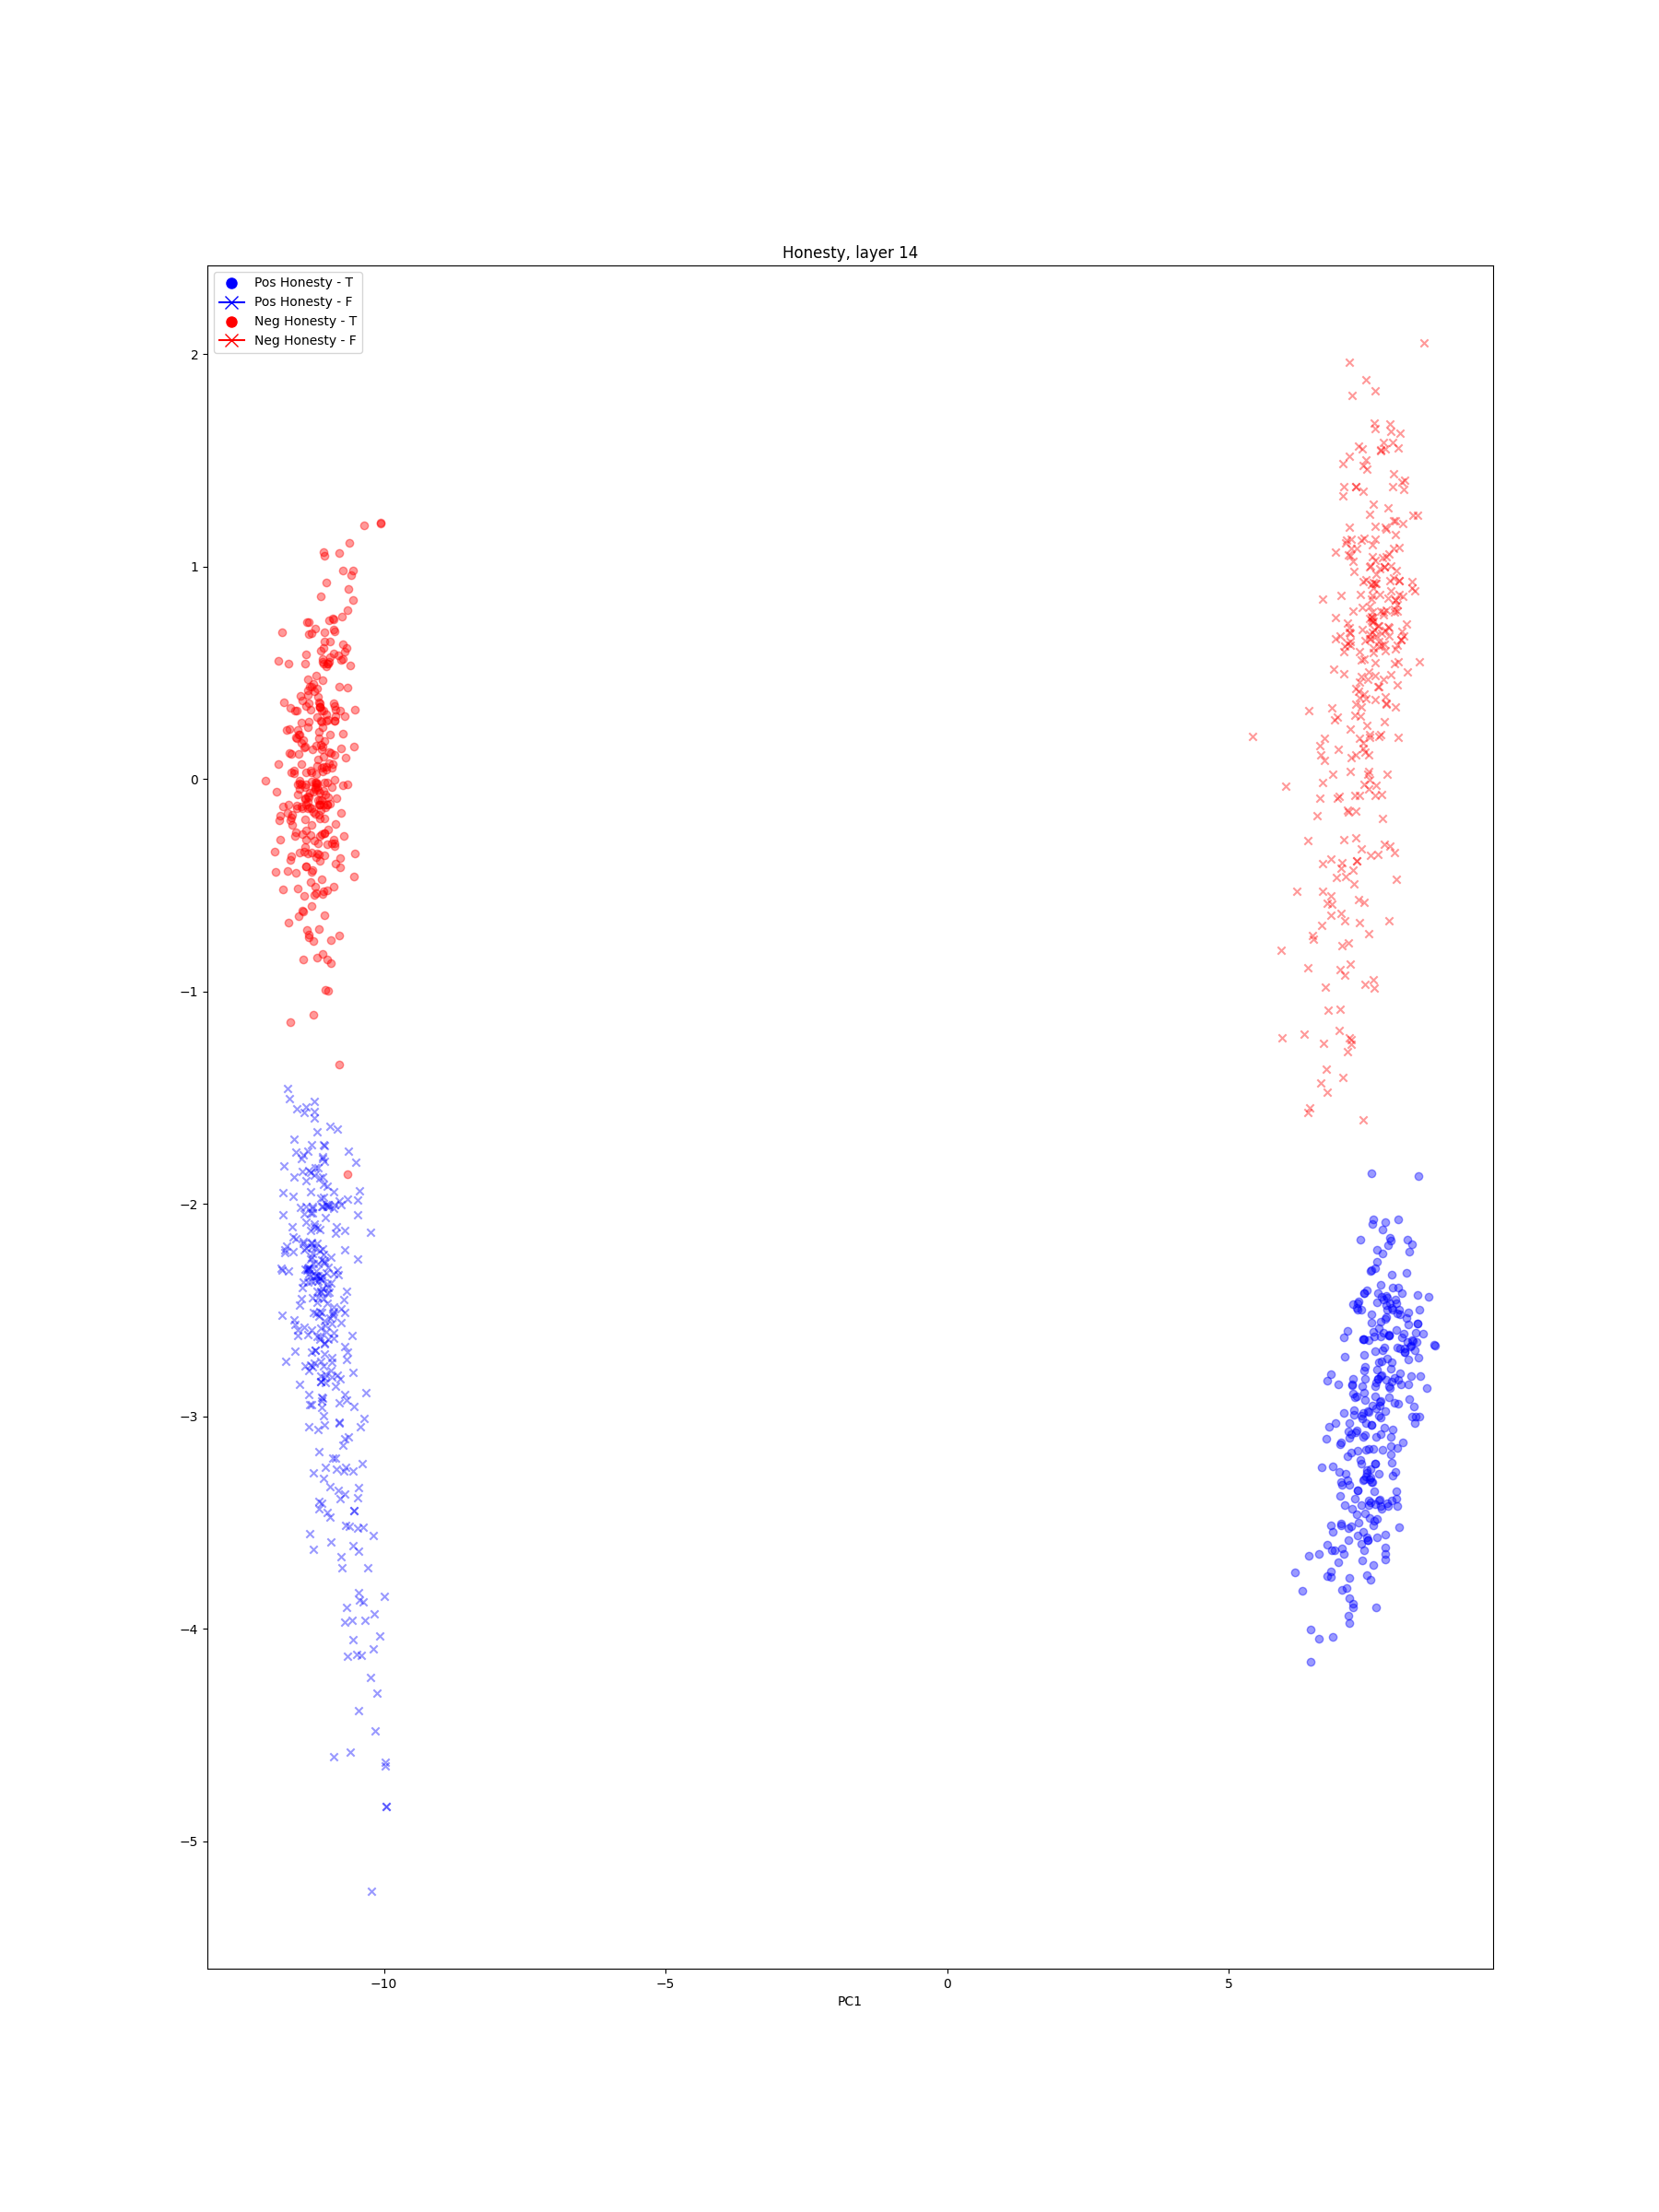 Honesty, layer 14
Pos Honesty - T
Pos Honesty - F
Neg Honesty - T
Neg Honesty - F
2
1
0
−1
−2
−3
−4
−5
−10
−5
0
5
PC1